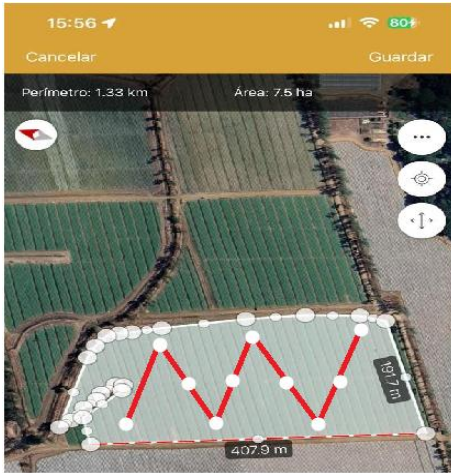 15:56
80
Cancelar
Guardar
Perímetro: 1.33 km
Área: 7.5 ha
191.7 m
407.9 m